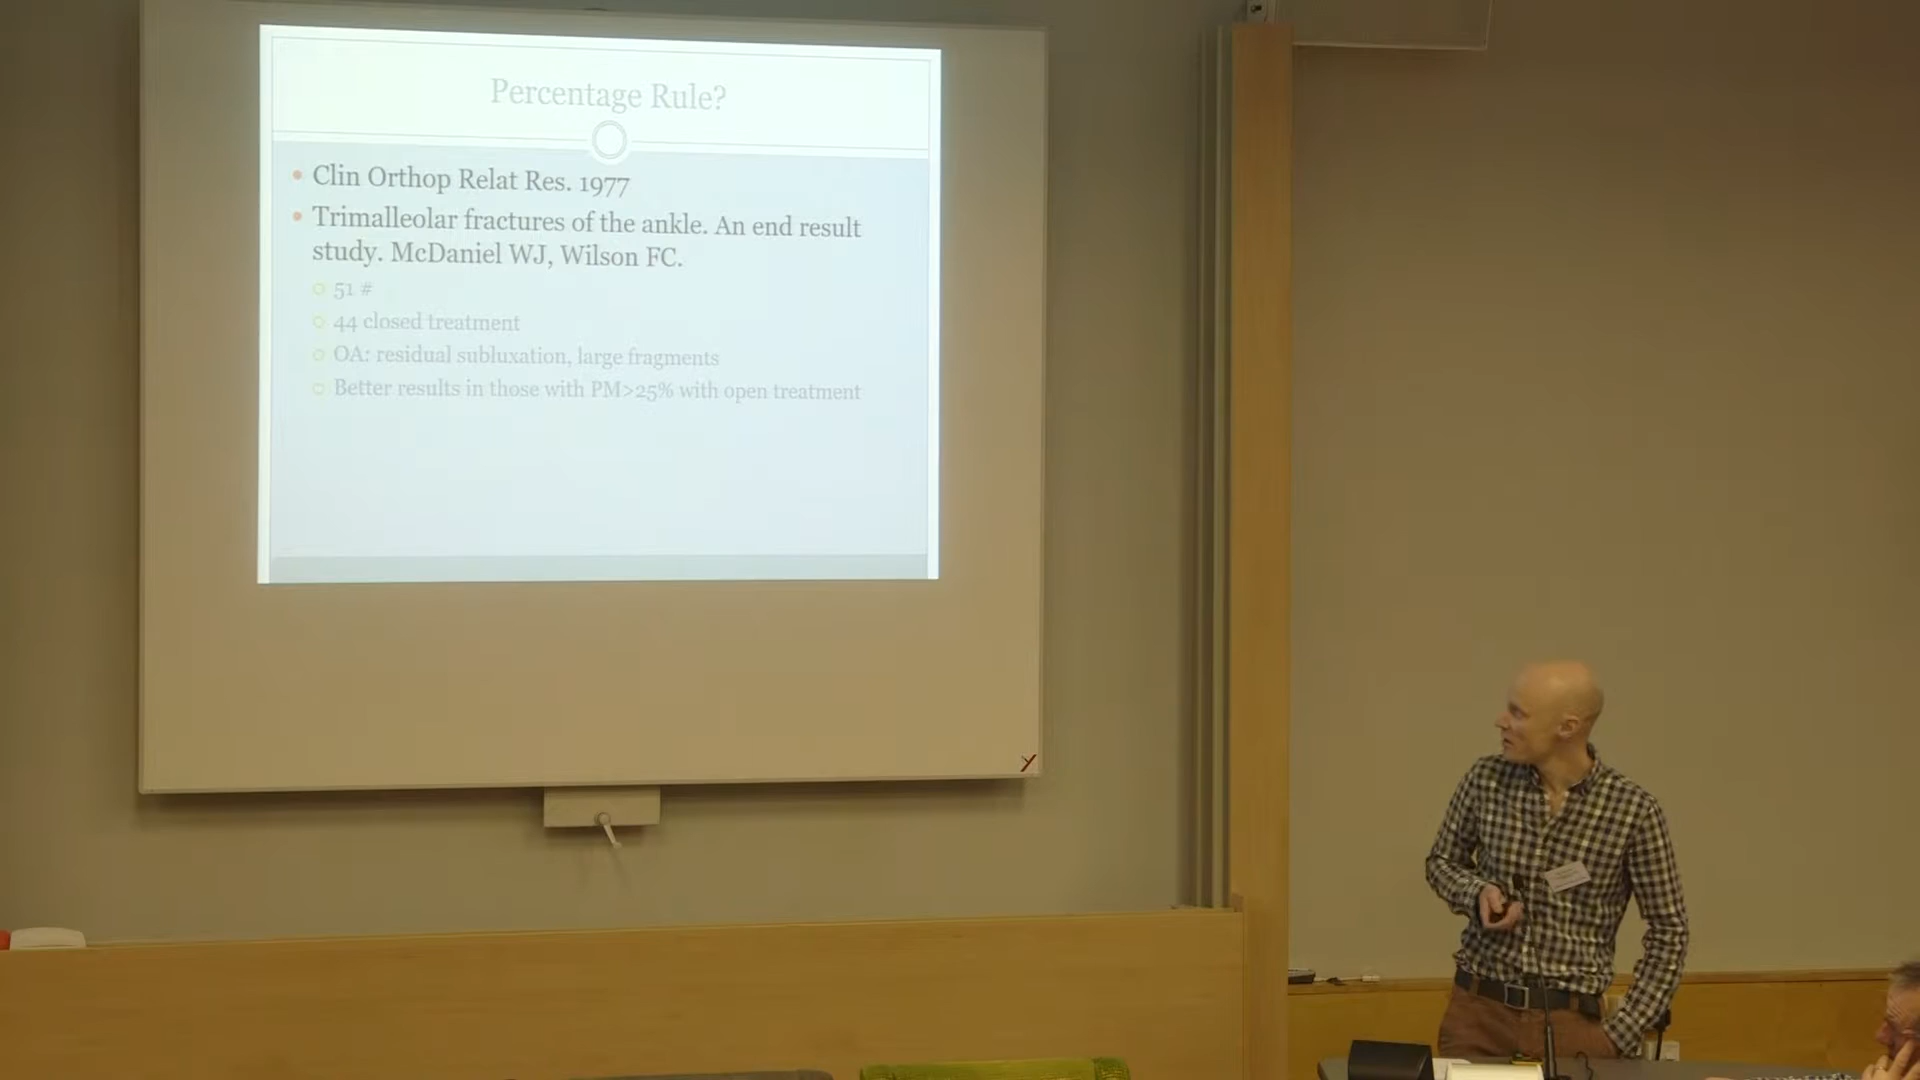 Percentage Rule?
• Clin Orthop Relat Res. 1977
• Trimalleolar fractures of the ankle. An end result
study. McDaniel WJ, Wilson FC.
○ 51 #
○ 44 closed treatment
○ OA: residual subluxation, large fragments
○ Better results in those with PM>25% with open treatment